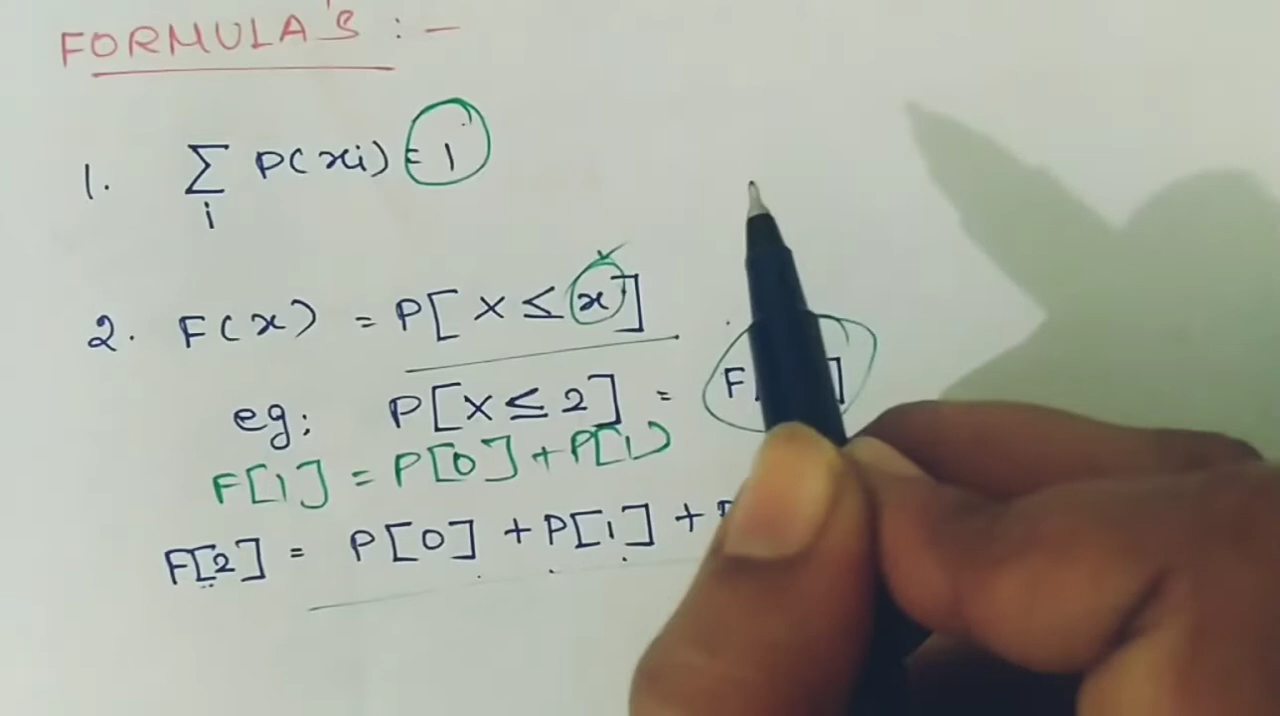 FORMULA'S : -
1. ∑ P(xi) = 1
i
2. F(x) = P[X ≤ x]
eg: P[X ≤ 2] = F[ ]
F[1] = P[0] + P[1]
F[2] = P[0] + P[1] +